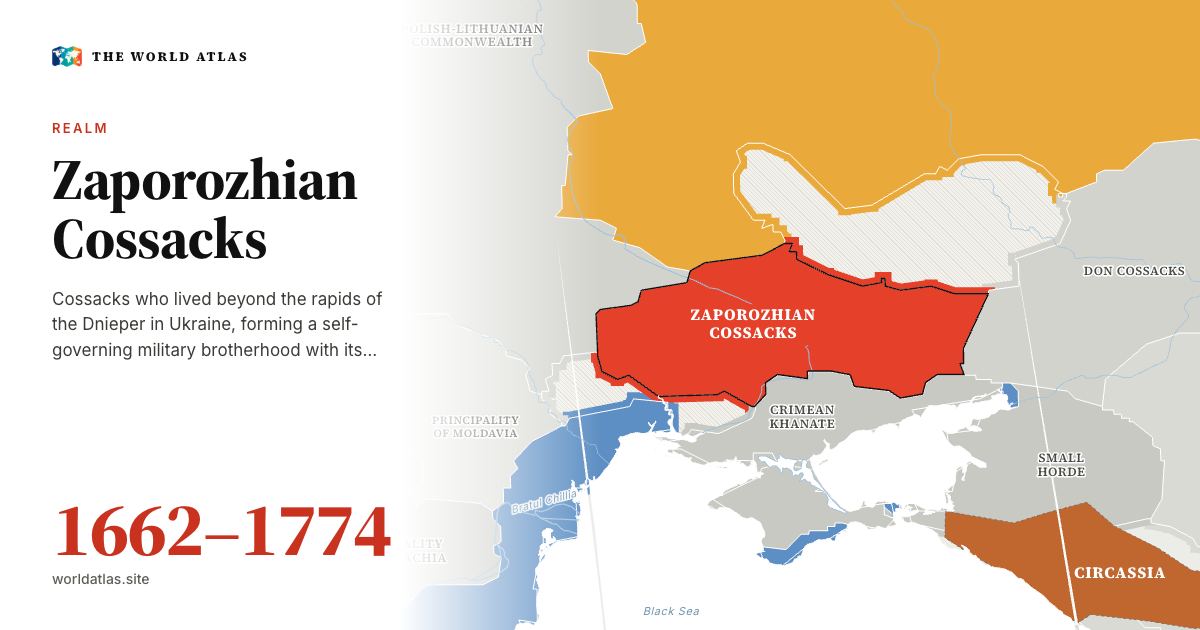 THE WORLD ATLAS
REALM
Zaporozhian
Cossacks
Cossacks who lived beyond the rapids of
the Dnieper in Ukraine, forming a self-
governing military brotherhood with its...
1662–1774
worldatlas.site
POLISH-LITHUANIAN
COMMONWEALTH
DON COSSACKS
ZAPOROZHIAN
COSSACKS
CRIMEAN
KHANATE
PRINCIPALITY
OF MOLDAVIA
SMALL
HORDE
Bratul Chilia
CIRCASSIA
Black Sea